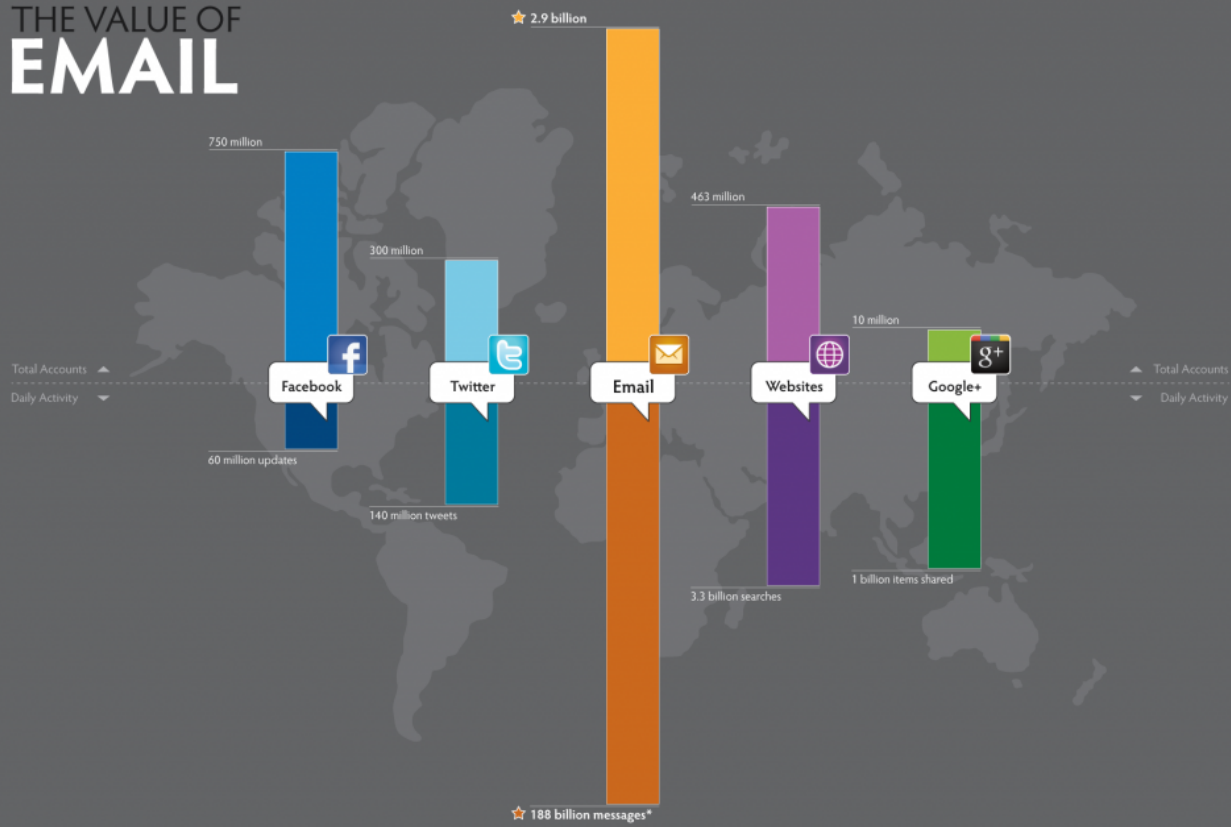 THE VALUE OF
EMAIL
2.9 billion
750 million
463 million
300 million
10 million
f
t
g+
Facebook
Twitter
Email
Websites
Google+
Total Accounts
Total Accounts
Daily Activity
Daily Activity
60 million updates
140 million tweets
1 billion items shared
3.3 billion searches
188 billion messages*